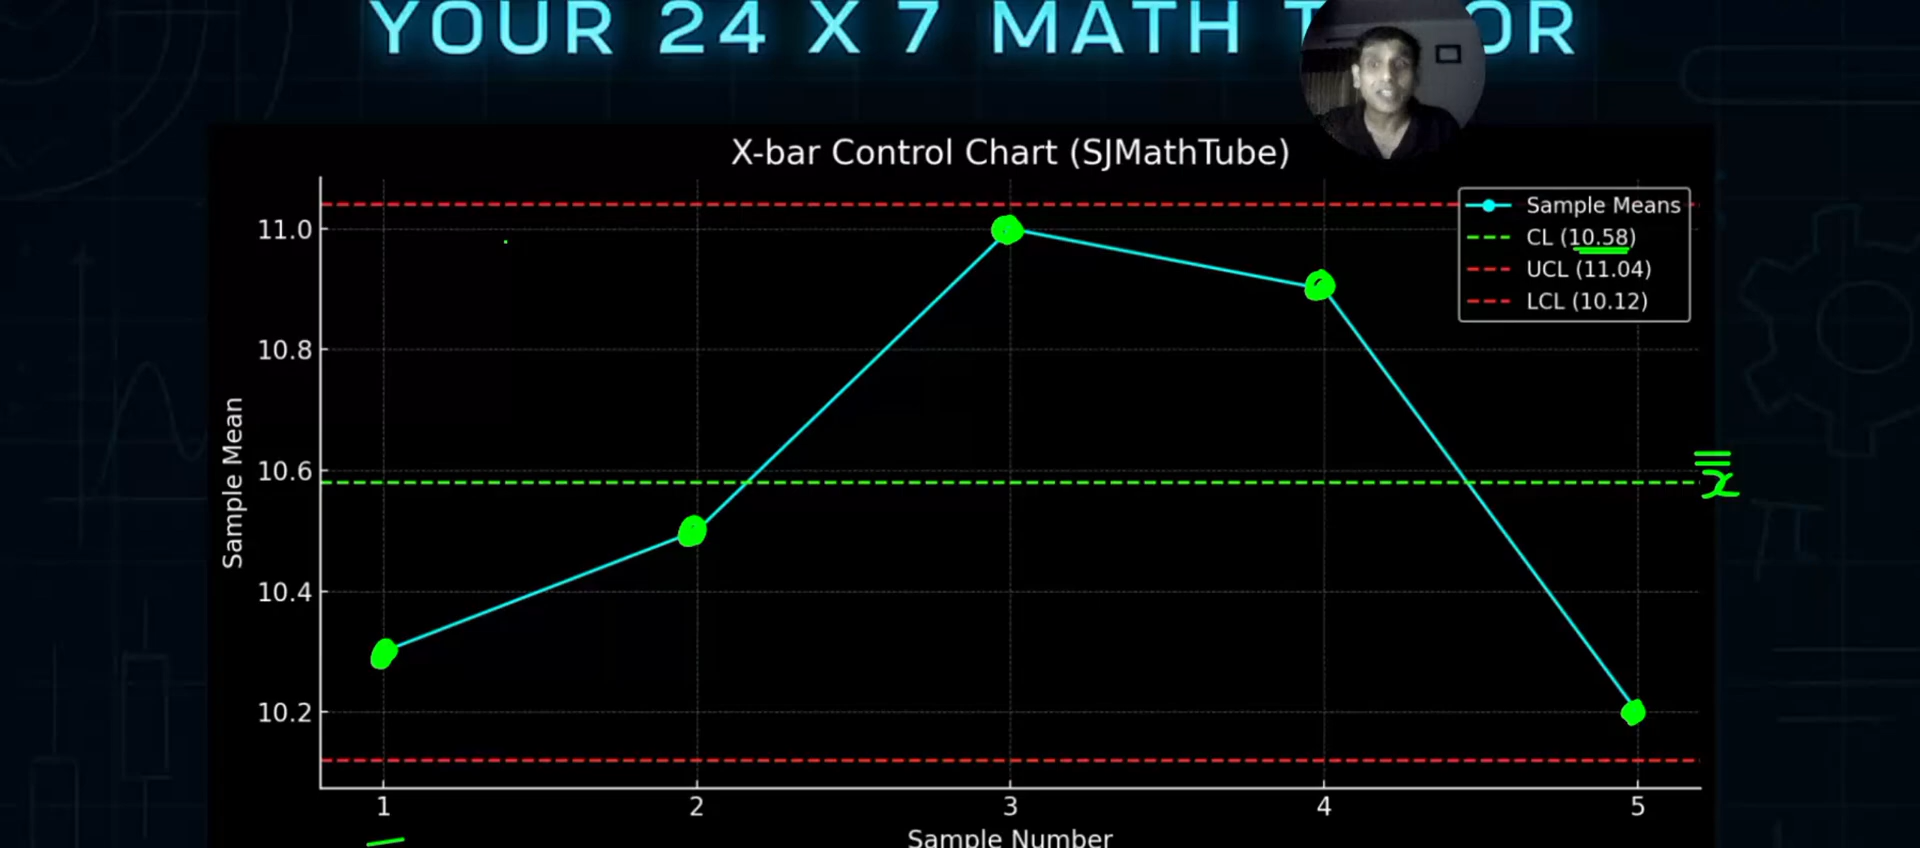 YOUR 24 X 7 MATH T OR
X-bar Control Chart (SJMathTube)
Sample Means
CL (10.58)
UCL (11.04)
LCL (10.12)
11.0
10.8
10.6
10.4
10.2
Sample Mean
x̿
1 2 3 4 5
Sample Number